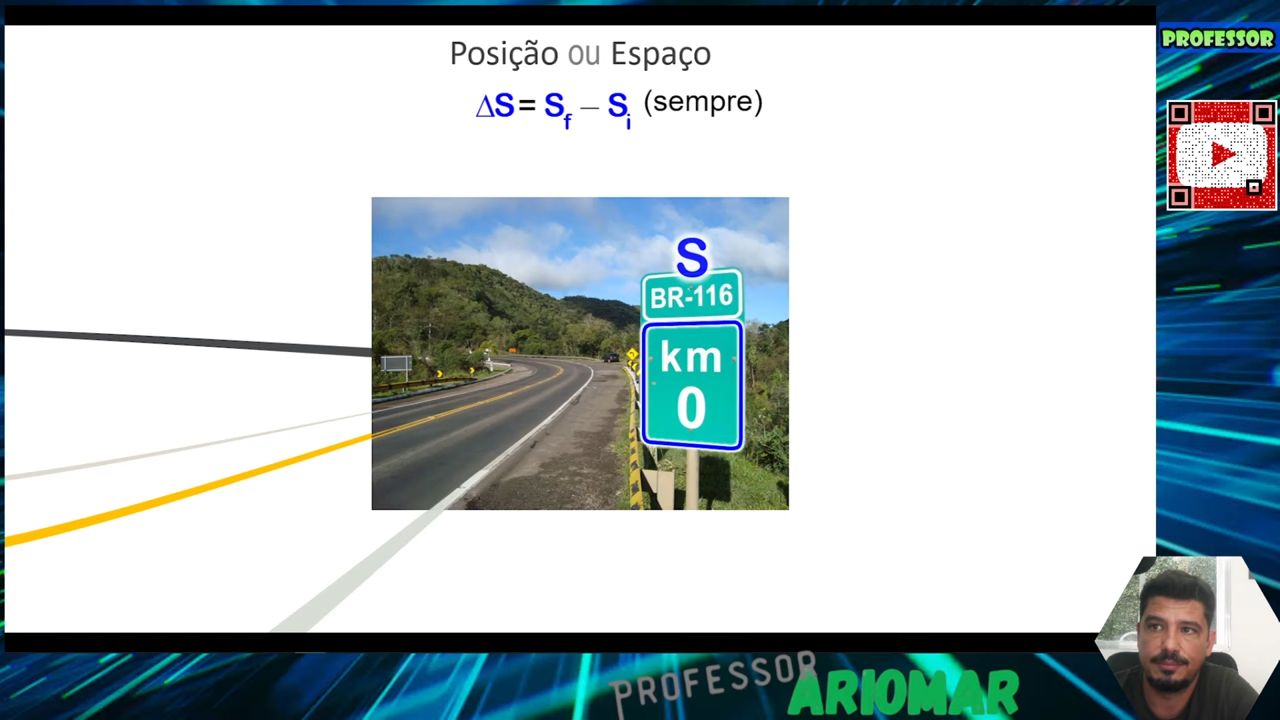 Posição ou Espaço
ΔS = Sf – Si (sempre)
PROFESSOR
S
BR-116
km
0
PROFESSOR
ARIOMAR